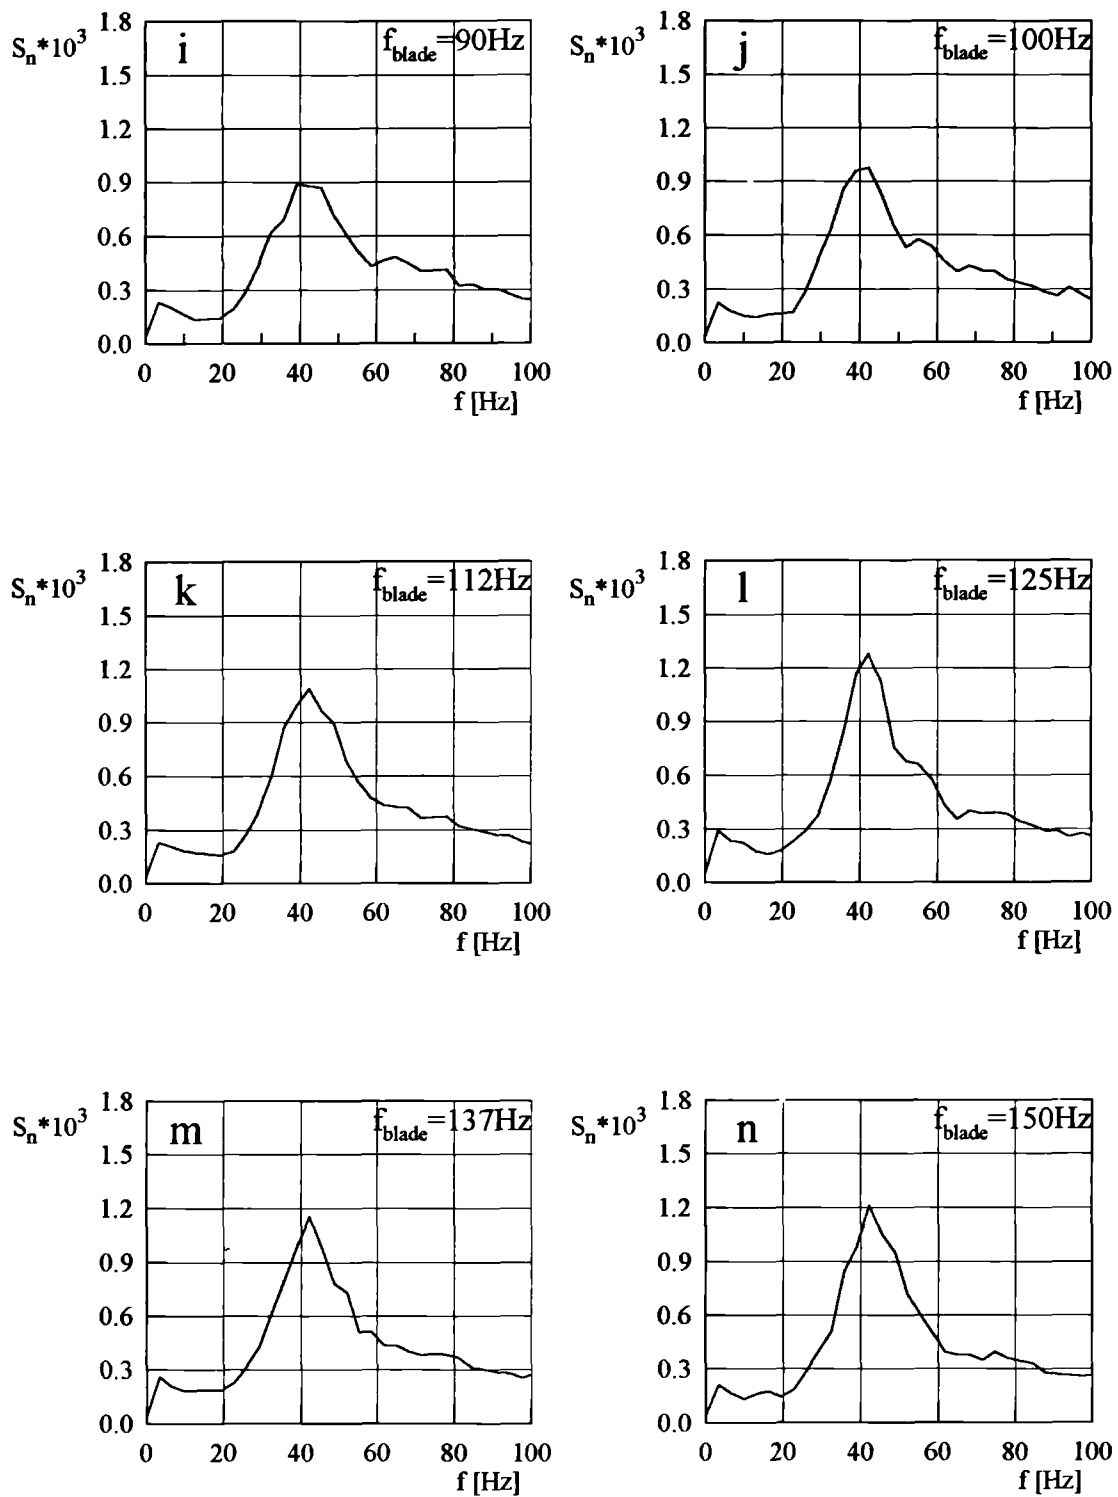 S_n*10^3
1.8
1.5
1.2
0.9
0.6
0.3
0.0
i
f_blade=90Hz
0 20 40 60 80 100
f [Hz]
S_n*10^3
1.8
1.5
1.2
0.9
0.6
0.3
0.0
j
f_blade=100Hz
0 20 40 60 80 100
f [Hz]
S_n*10^3
1.8
1.5
1.2
0.9
0.6
0.3
0.0
k
f_blade=112Hz
0 20 40 60 80 100
f [Hz]
S_n*10^3
1.8
1.5
1.2
0.9
0.6
0.3
0.0
l
f_blade=125Hz
0 20 40 60 80 100
f [Hz]
S_n*10^3
1.8
1.5
1.2
0.9
0.6
0.3
0.0
m
f_blade=137Hz
0 20 40 60 80 100
f [Hz]
S_n*10^3
1.8
1.5
1.2
0.9
0.6
0.3
0.0
n
f_blade=150Hz
0 20 40 60 80 100
f [Hz]